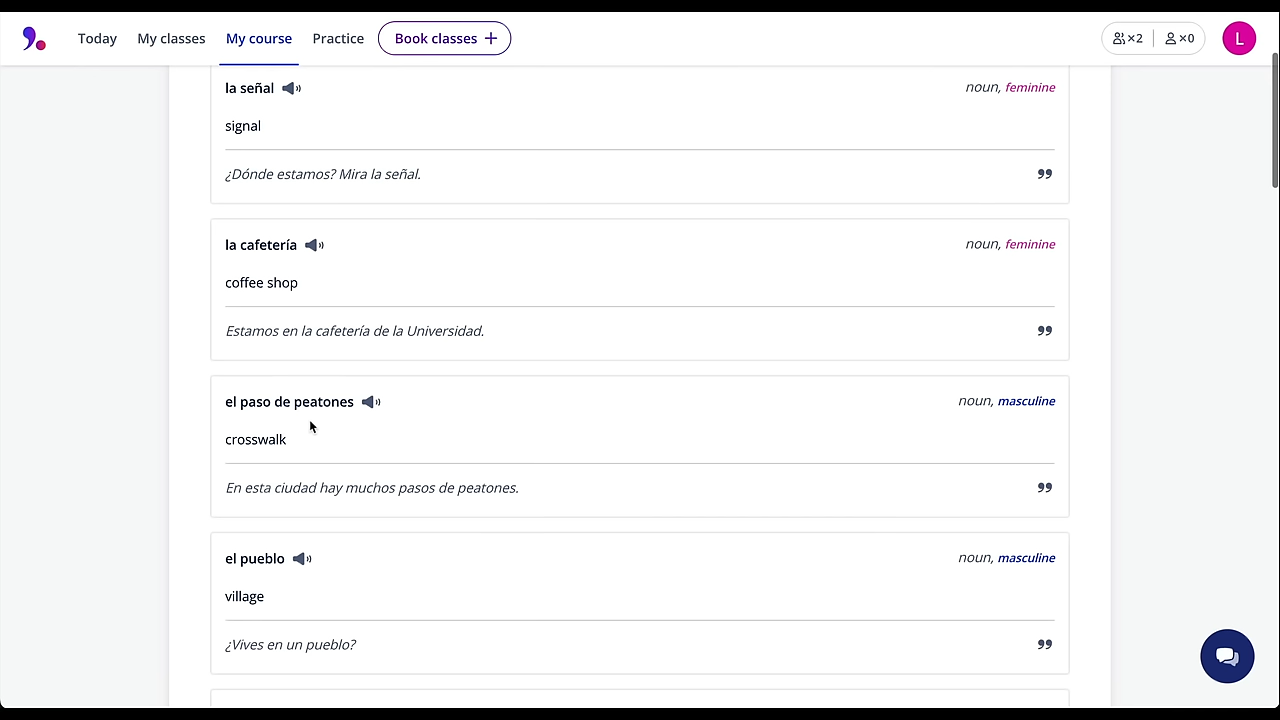 Today My classes My course Practice Book classes + ×2 ×0 L
la señal noun, feminine
signal
¿Dónde estamos? Mira la señal.
la cafetería noun, feminine
coffee shop
Estamos en la cafetería de la Universidad.
el paso de peatones noun, masculine
crosswalk
En esta ciudad hay muchos pasos de peatones.
el pueblo noun, masculine
village
¿Vives en un pueblo?